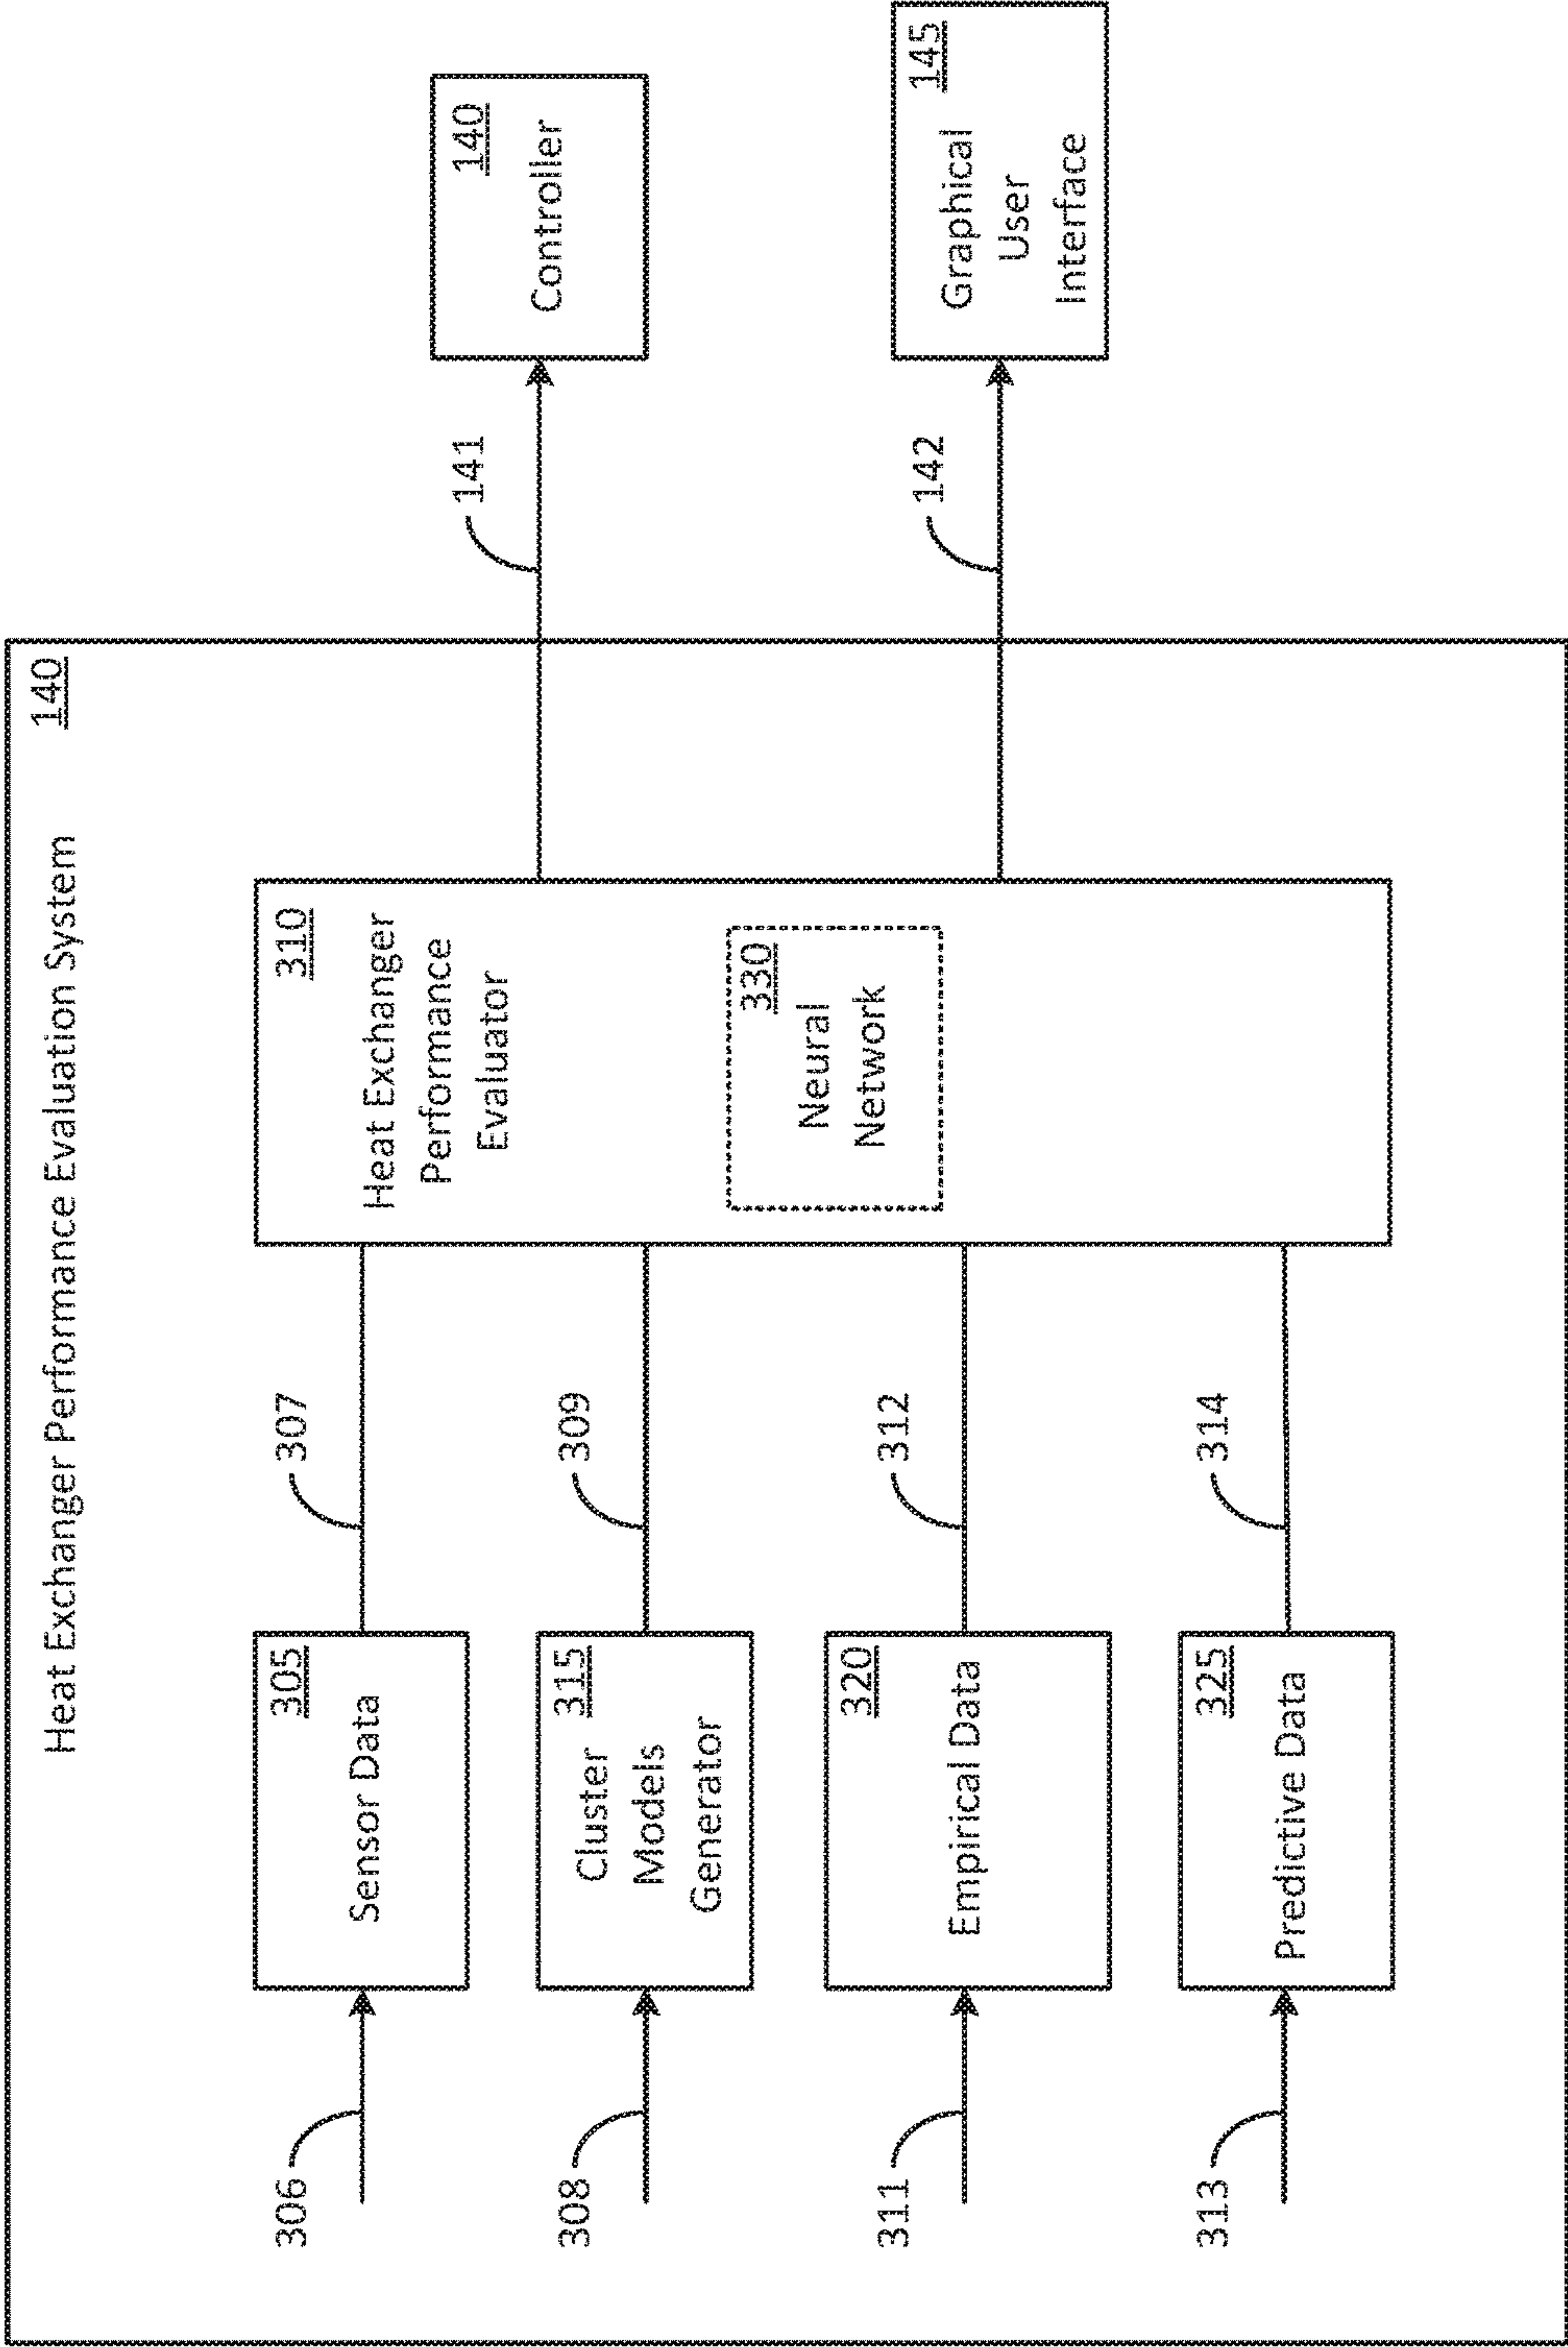 Heat Exchanger Performance Evaluation System
140
306
305
Sensor Data
307
308
315
Cluster
Models
Generator
309
311
320
Empirical Data
312
313
325
Predictive Data
314
310
Heat Exchanger
Performance
Evaluator
330
Neural
Network
141
140
Controller
142
145
Graphical
User
Interface